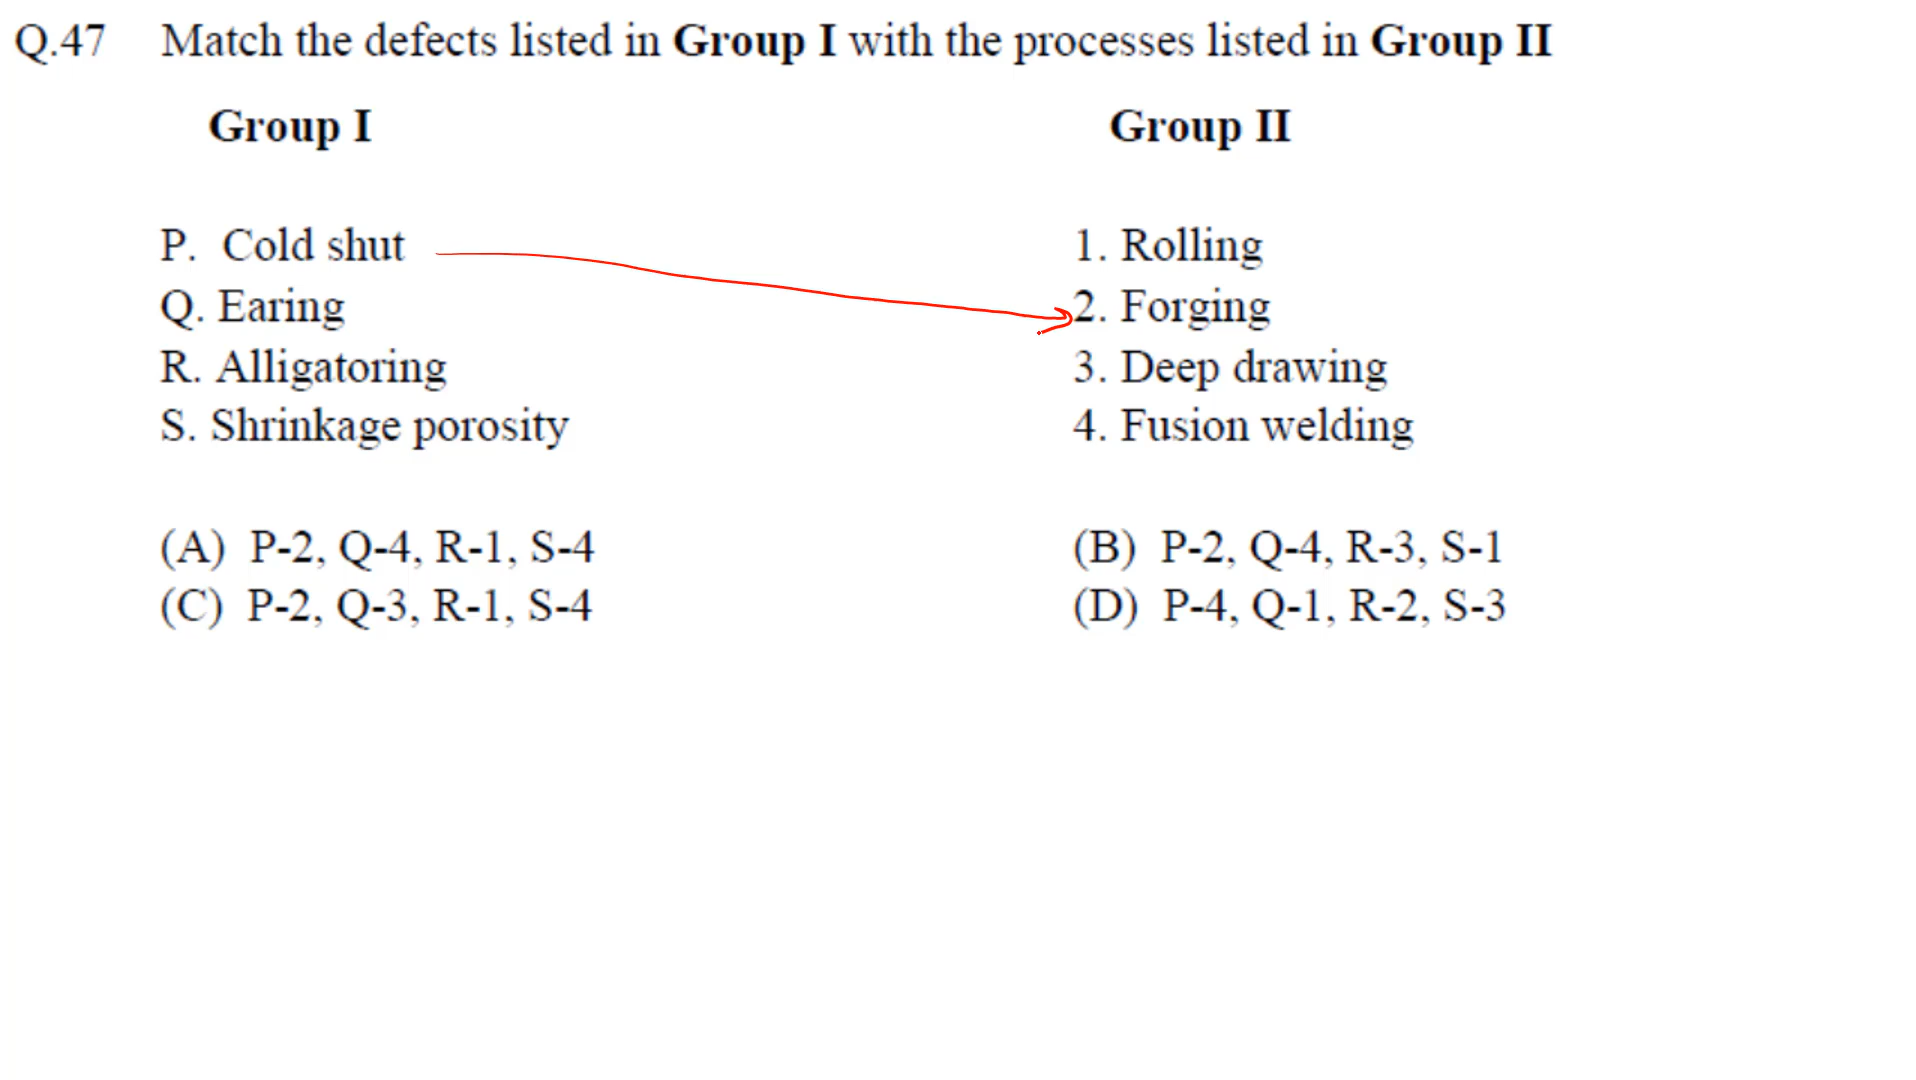 Q.47 Match the defects listed in Group I with the processes listed in Group II
Group I Group II
P. Cold shut 1. Rolling
Q. Earing 2. Forging
R. Alligatoring 3. Deep drawing
S. Shrinkage porosity 4. Fusion welding
(A) P-2, Q-4, R-1, S-4 (B) P-2, Q-4, R-3, S-1
(C) P-2, Q-3, R-1, S-4 (D) P-4, Q-1, R-2, S-3